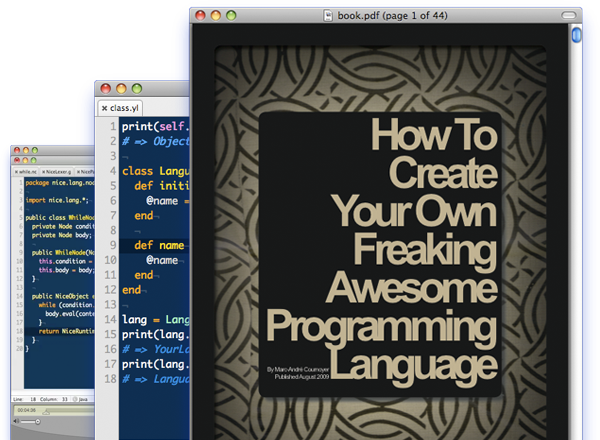 book.pdf (page 1 of 44)
How To
Create
Your Own
Freaking
Awesome
Programming
Language
By Marc-André Cournoyer
Published August 2009
class.yl
1 print(self.
2 # => Object
3
4 class Langu
5 def initi
6 @name =
7 end
8
9 def name
10 @name
11 end
12 end
13
14 lang = Lang
15 print(lang.
16 # => YourLa
17 print(lang.
18 # => Langua
while.nc NiceLexer.g
package nice.lang.nod
import nice.lang.*;
public class WhileNode
private Node condit
private Node body;
public WhileNode(No
this.condition =
this.body = body;
}
public NiceObject e
while (condition.
body.eval(conte
}
return NiceRuntim
}
}
Line: 18 Column: 33 Java
00:04:08